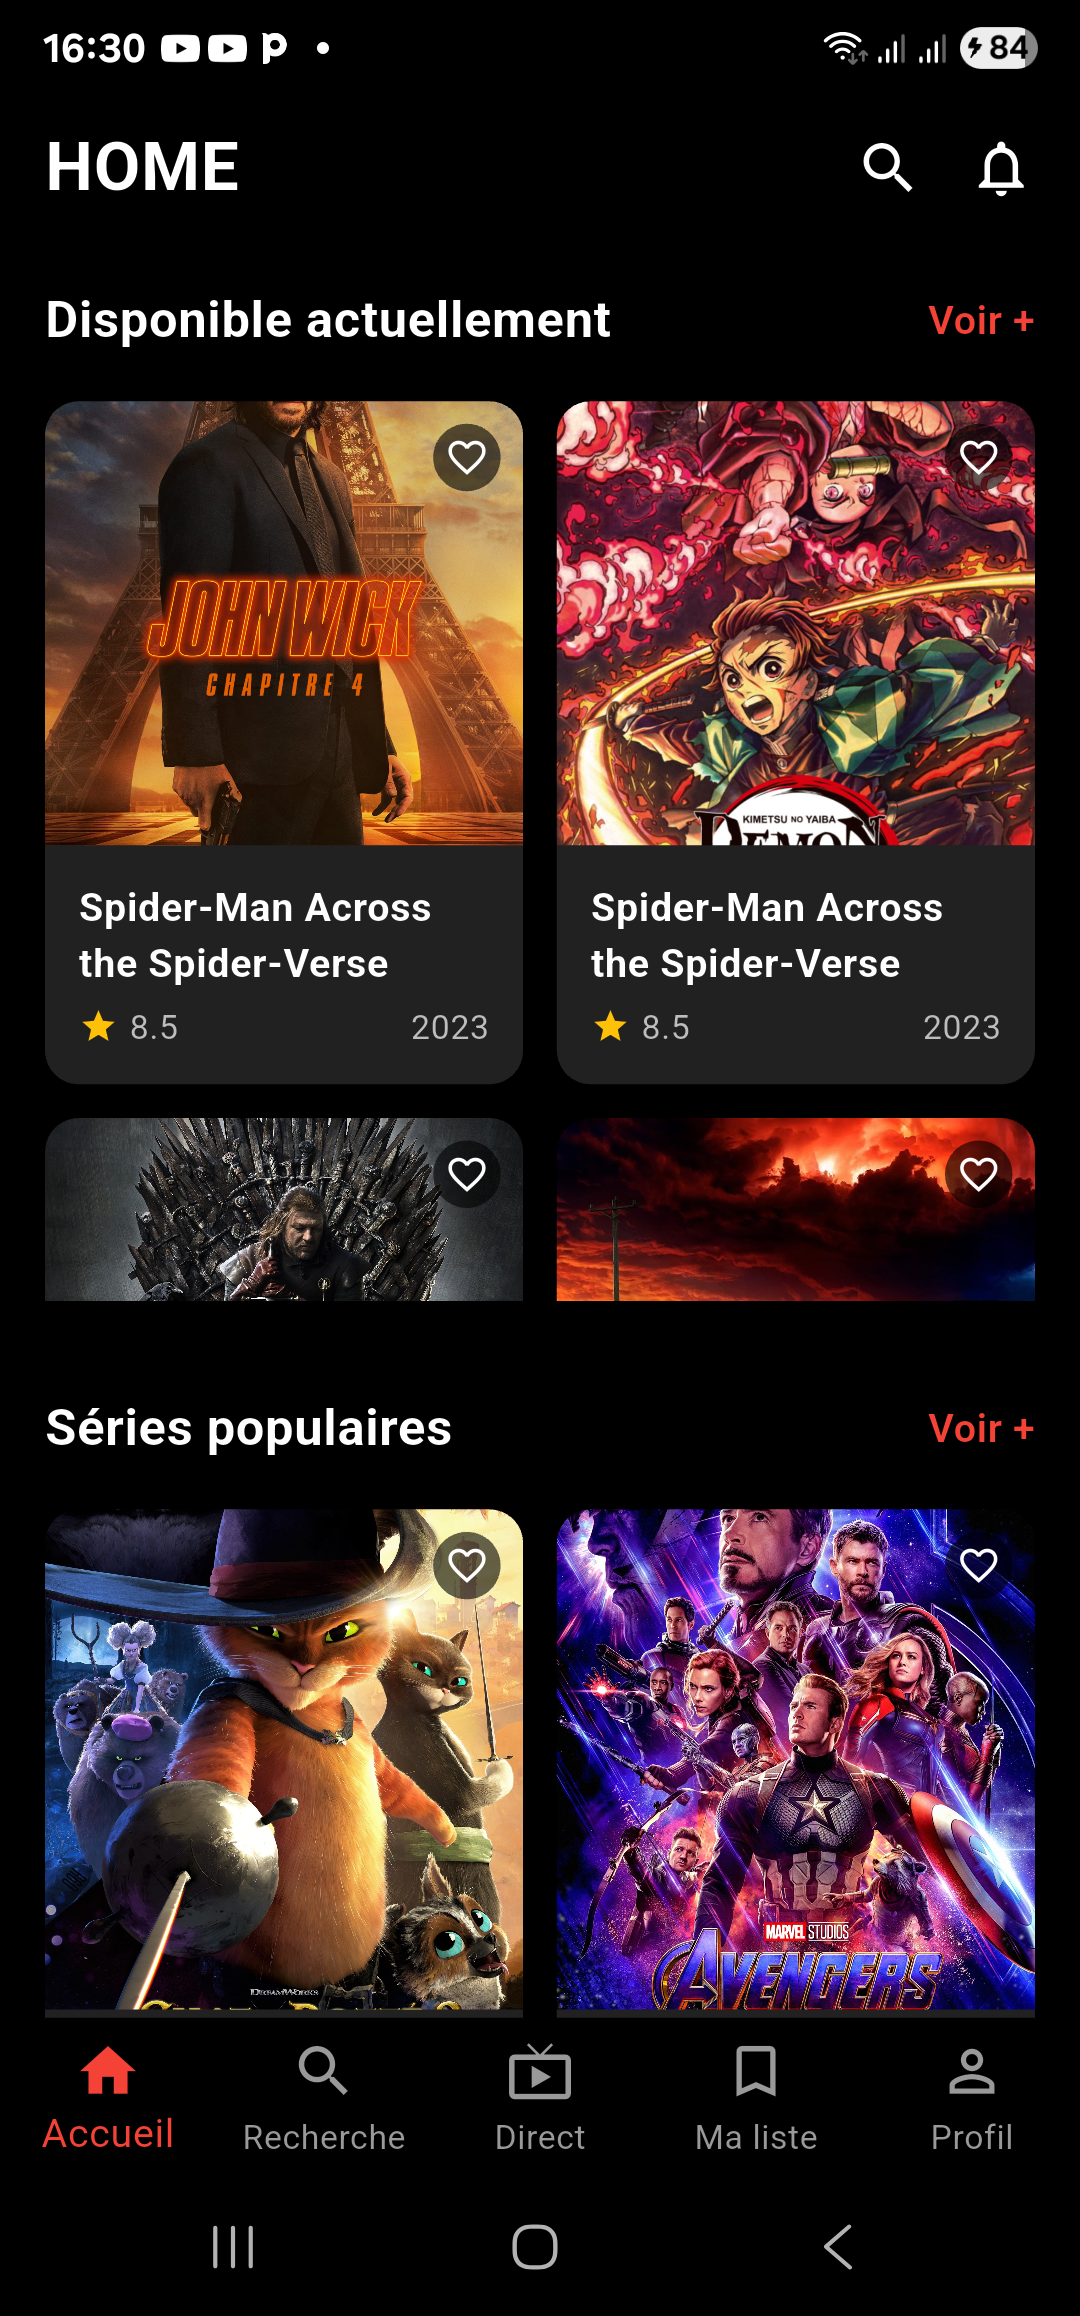 16:30
84
HOME
Disponible actuellement
Voir +
JOHN WICK
CHAPITRE 4
KIMETSU NO YAIBA
DEMON
Spider-Man Across
the Spider-Verse
8.5
2023
Spider-Man Across
the Spider-Verse
8.5
2023
Séries populaires
Voir +
DREAMWORKS
MARVEL STUDIOS
AVENGERS
Accueil
Recherche
Direct
Ma liste
Profil